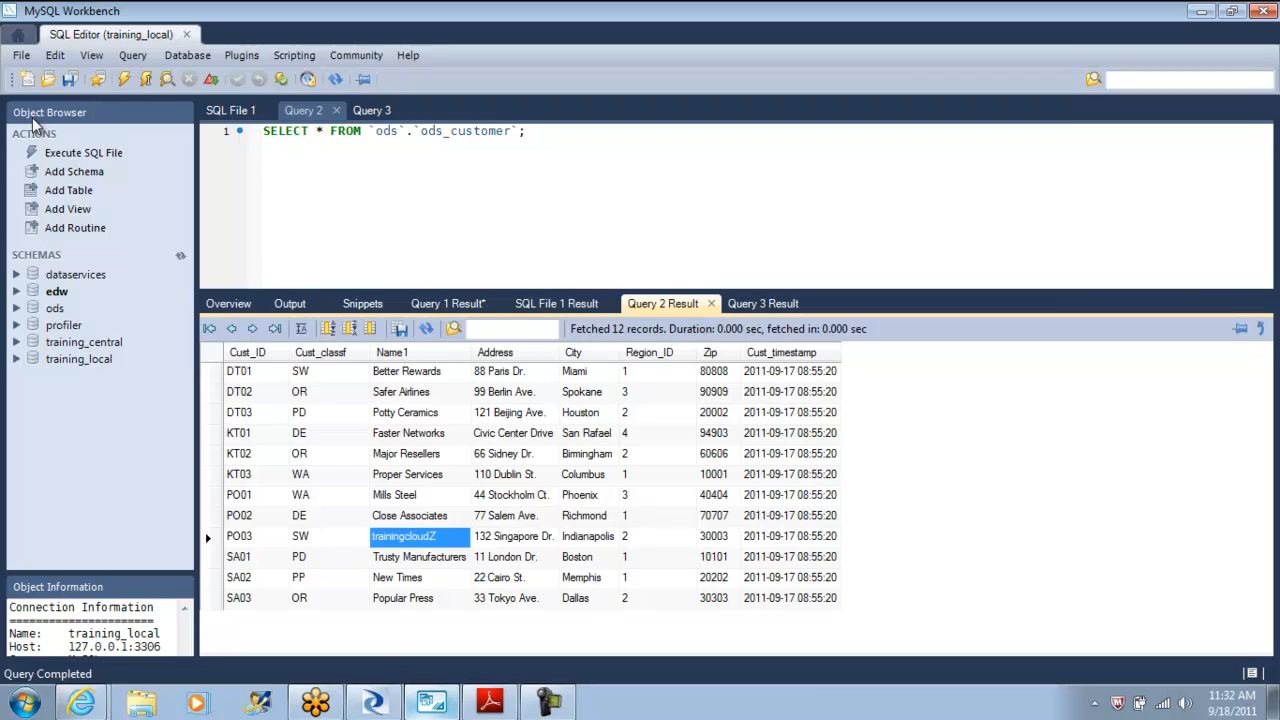 MySQL Workbench
SQL Editor (training_local)
File Edit View Query Database Plugins Scripting Community Help
Object Browser
SQL File 1 Query 2 Query 3
ACTIONS
1 SELECT * FROM `ods`.`ods_customer`;
Execute SQL File
Add Schema
Add Table
Add View
Add Routine
SCHEMAS
dataservices
edw
ods
profiler
training_central
training_local
Overview Output Snippets Query 1 Result* SQL File 1 Result Query 2 Result Query 3 Result
Fetched 12 records. Duration: 0.000 sec, fetched in: 0.000 sec
Cust_ID Cust_classf Name1 Address City Region_ID Zip Cust_timestamp
DT01 SW Better Rewards 88 Paris Dr. Miami 1 80808 2011-09-17 08:55:20
DT02 OR Safer Airlines 99 Berlin Ave. Spokane 3 90909 2011-09-17 08:55:20
DT03 PD Potty Ceramics 121 Beijing Ave. Houston 2 20002 2011-09-17 08:55:20
KT01 DE Faster Networks Civic Center Drive San Rafael 4 94903 2011-09-17 08:55:20
KT02 OR Major Resellers 66 Sidney Dr. Birmingham 2 60606 2011-09-17 08:55:20
KT03 WA Proper Services 110 Dublin St. Columbus 1 10001 2011-09-17 08:55:20
PO01 WA Mills Steel 44 Stockholm Ct. Phoenix 3 40404 2011-09-17 08:55:20
PO02 DE Close Associates 77 Salem Ave. Richmond 1 70707 2011-09-17 08:55:20
PO03 SW trainingcloudZ 132 Singapore Dr. Indianapolis 2 30003 2011-09-17 08:55:20
SA01 PD Trusty Manufacturers 11 London Dr. Boston 1 10101 2011-09-17 08:55:20
SA02 PP New Times 22 Cairo St. Memphis 1 20202 2011-09-17 08:55:20
SA03 OR Popular Press 33 Tokyo Ave. Dallas 2 30303 2011-09-17 08:55:20
Object Information
Connection Information
======================
Name: training_local
Host: 127.0.0.1:3306
Query Completed
11:32 AM
9/18/2011